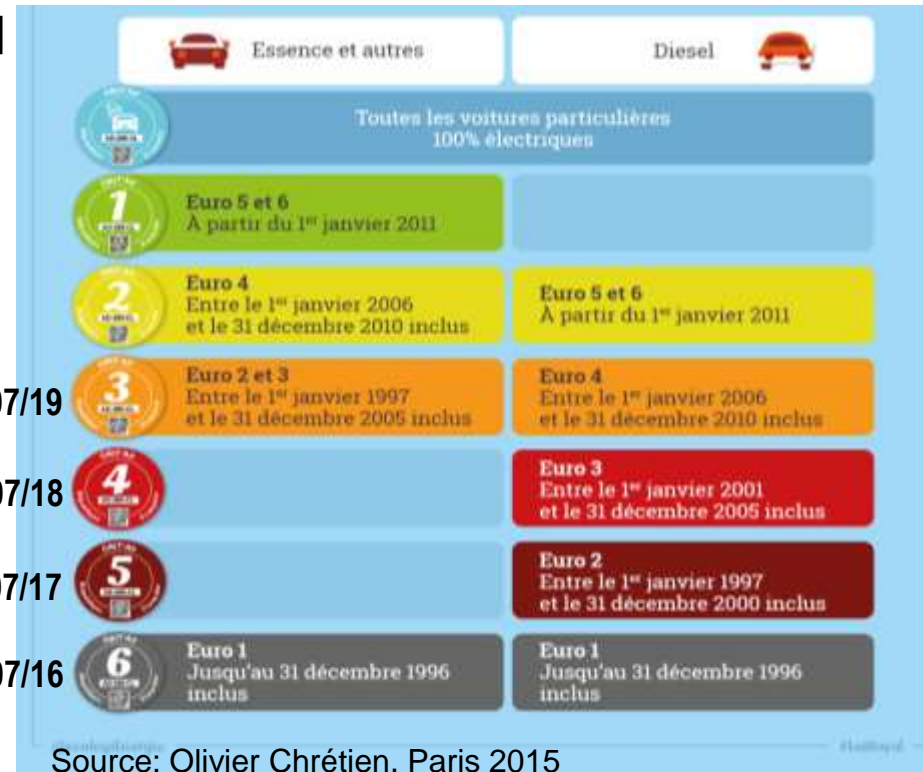 Essence et autres
Diesel
Toutes les voitures particulières
100% électriques
1
Euro 5 et 6
À partir du 1er janvier 2011
2
Euro 4
Entre le 1er janvier 2006
et le 31 décembre 2010 inclus
Euro 5 et 6
À partir du 1er janvier 2011
07/19
3
Euro 2 et 3
Entre le 1er janvier 1997
et le 31 décembre 2005 inclus
Euro 4
Entre le 1er janvier 2006
et le 31 décembre 2010 inclus
07/18
4
Euro 3
Entre le 1er janvier 2001
et le 31 décembre 2005 inclus
07/17
5
Euro 2
Entre le 1er janvier 1997
et le 31 décembre 2000 inclus
07/16
6
Euro 1
Jusqu'au 31 décembre 1996
inclus
Euro 1
Jusqu'au 31 décembre 1996
inclus
Source: Olivier Chrétien, Paris 2015